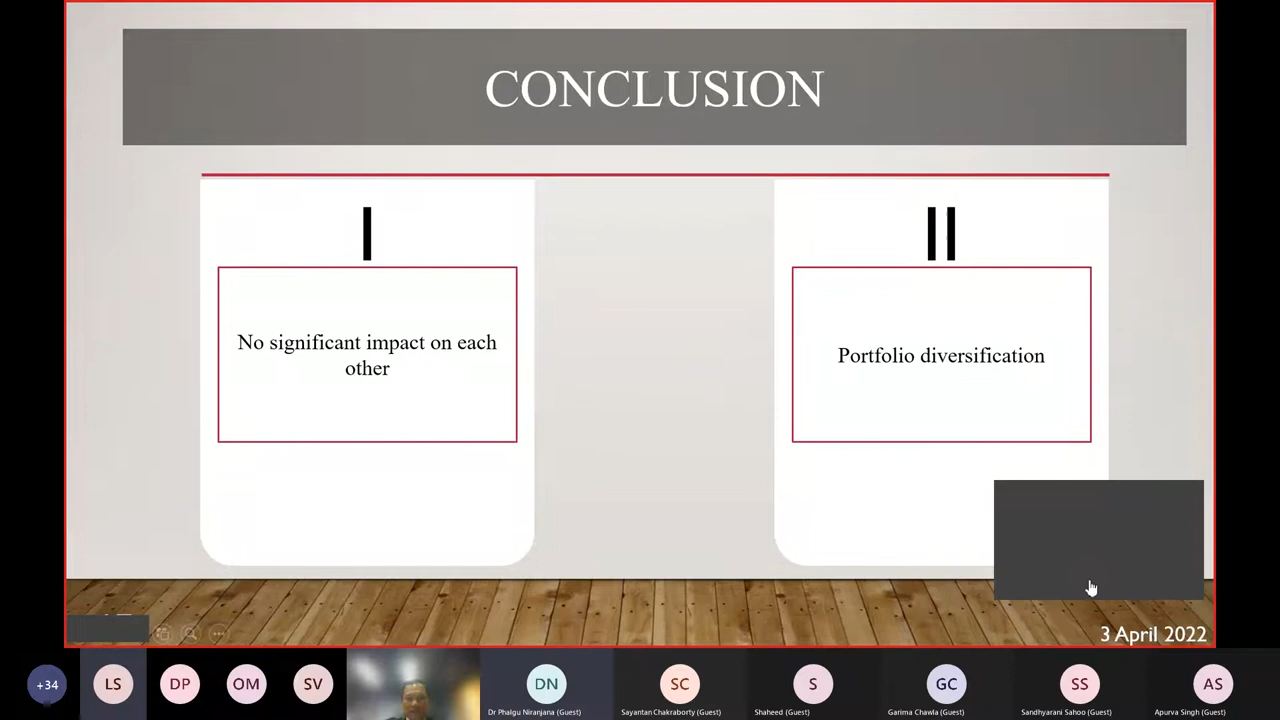 CONCLUSION
I
No significant impact on each
other
II
Portfolio diversification
3 April 2022
+34
LS
DP
OM
SV
DN
Dr Phalgu Niranjana (Guest)
SC
Sayantan Chakraborty (Guest)
S
Shaheed (Guest)
GC
Garima Chawla (Guest)
SS
Sandhyarani Sahoo (Guest)
AS
Apurva Singh (Guest)